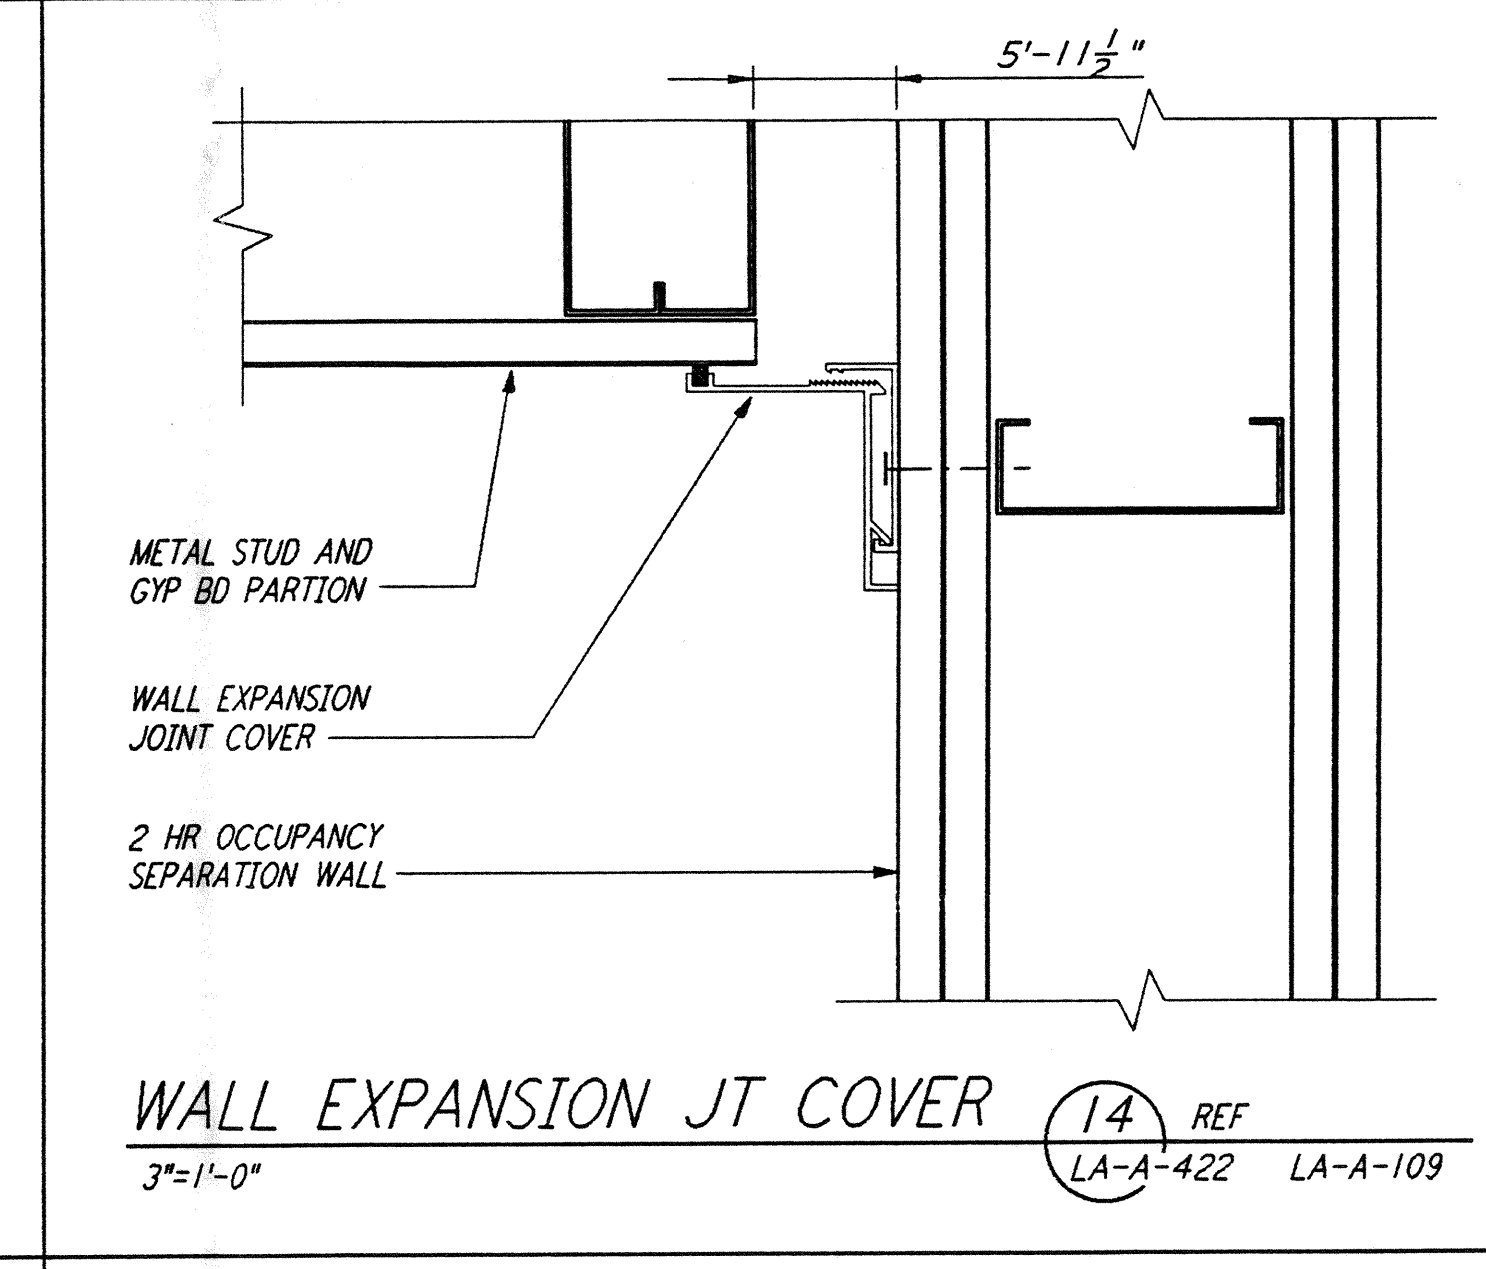 5'-11 1/2"
METAL STUD AND
GYP BD PARTION
WALL EXPANSION
JOINT COVER
2 HR OCCUPANCY
SEPARATION WALL
WALL EXPANSION JT COVER 14 REF
3"=1'-0" LA-A-422 LA-A-109